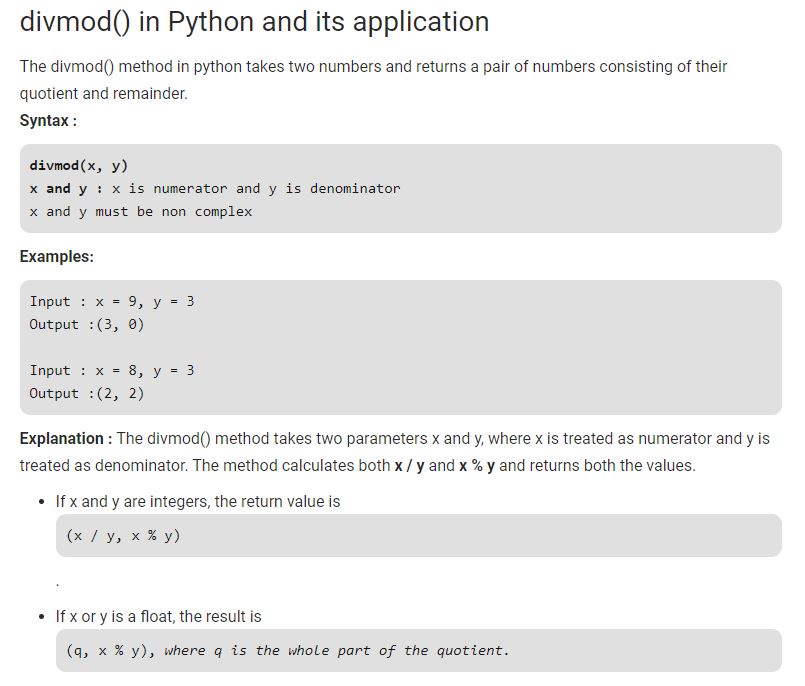 divmod() in Python and its application
The divmod() method in python takes two numbers and returns a pair of numbers consisting of their
quotient and remainder.
Syntax :
divmod(x, y)
x and y : x is numerator and y is denominator
x and y must be non complex
Examples:
Input : x = 9, y = 3
Output :(3, 0)
Input : x = 8, y = 3
Output :(2, 2)
Explanation : The divmod() method takes two parameters x and y, where x is treated as numerator and y is
treated as denominator. The method calculates both x / y and x % y and returns both the values.
• If x and y are integers, the return value is
(x / y, x % y)
.
• If x or y is a float, the result is
(q, x % y), where q is the whole part of the quotient.